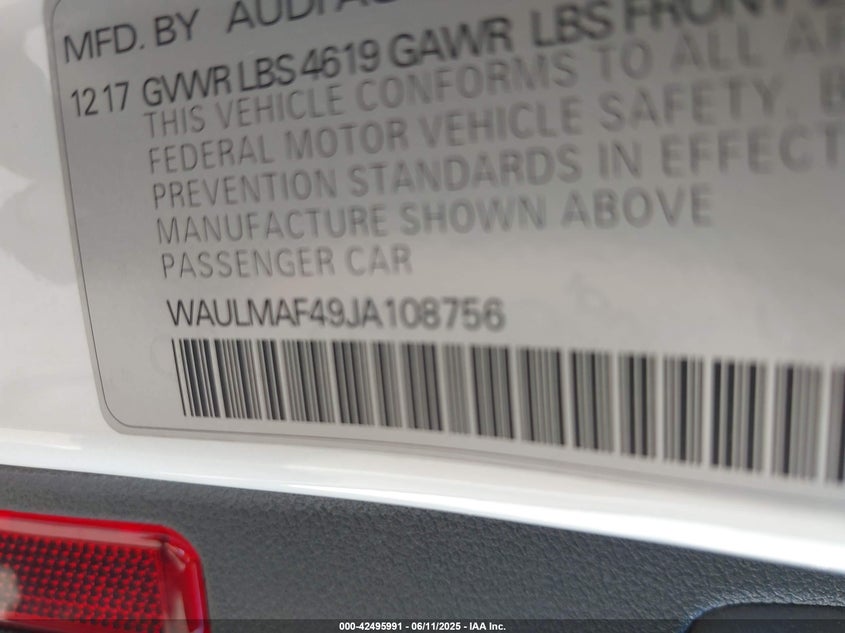 MFD. BY AUDI AG
1217 GVWR LBS 4619 GAWR LBS FRONT
THIS VEHICLE CONFORMS TO ALL
FEDERAL MOTOR VEHICLE SAFETY,
PREVENTION STANDARDS IN EFFECT
MANUFACTURE SHOWN ABOVE
PASSENGER CAR
WAULMAF49JA108756
000-42495991 - 06/11/2025 - IAA Inc.